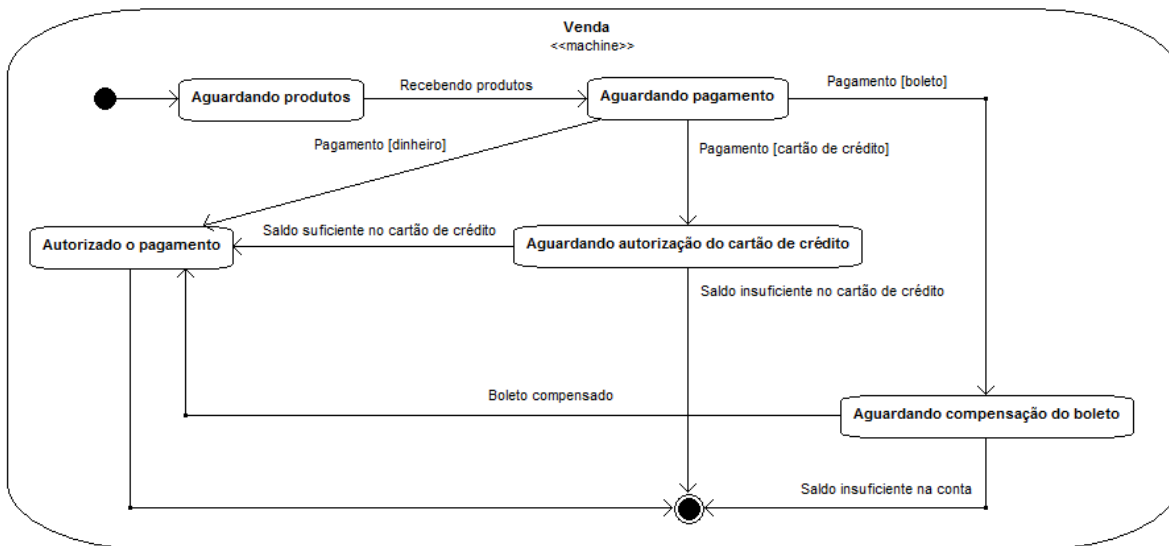 Venda
<<machine>>
Pagamento [boleto]
Recebendo produtos
Aguardando produtos
Aguardando pagamento
Pagamento [dinheiro]
Pagamento [cartão de crédito]
Saldo suficiente no cartão de crédito
Autorizado o pagamento
Aguardando autorização do cartão de crédito
Saldo insuficiente no cartão de crédito
Boleto compensado
Aguardando compensação do boleto
Saldo insuficiente na conta